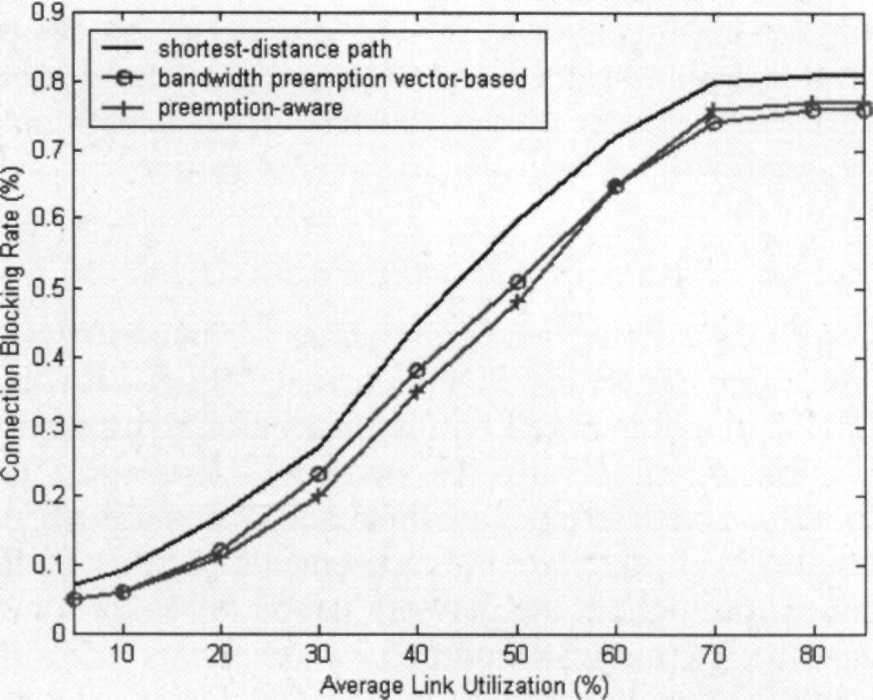 shortest-distance path
bandwidth preemption vector-based
preemption-aware
Connection Blocking Rate (%)
0.9
0.8
0.7
0.6
0.5
0.4
0.3
0.2
0.1
0
10 20 30 40 50 60 70 80
Average Link Utilization (%)